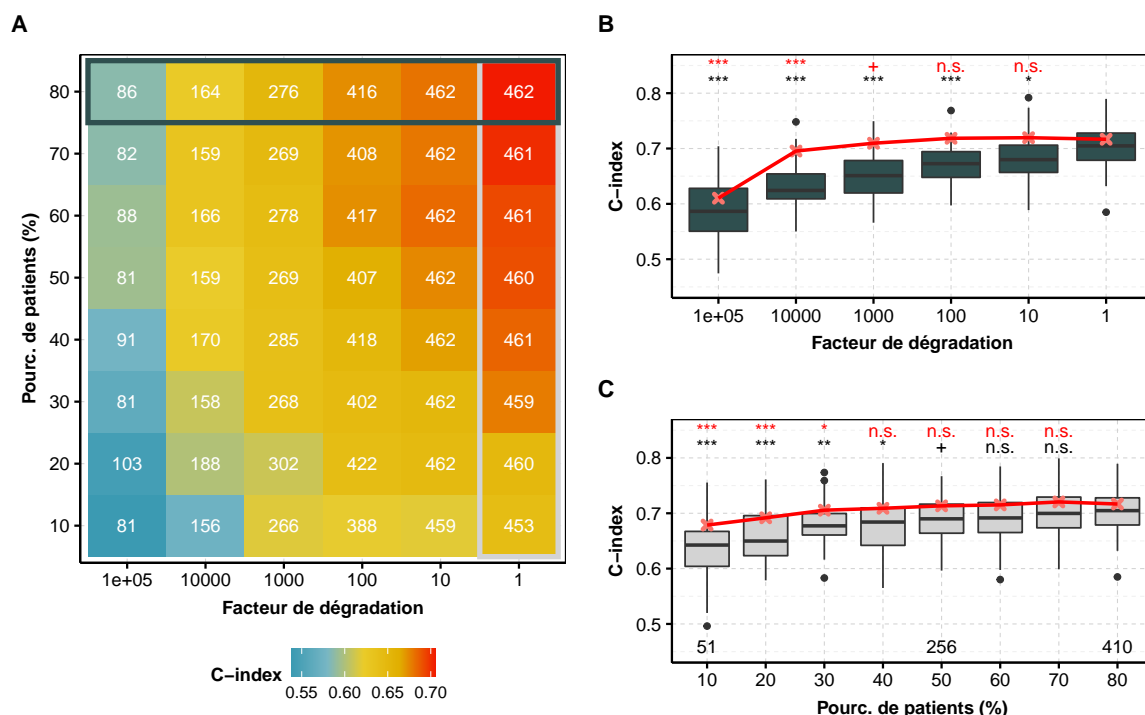 A
Pourc. de patients (%)
80 86 164 276 416 462 462
70 82 159 269 408 462 461
60 88 166 278 417 462 461
50 81 159 269 407 462 460
40 91 170 285 418 462 461
30 81 158 268 402 462 459
20 103 188 302 422 462 460
10 81 156 266 388 459 453
1e+05 10000 1000 100 10 1
Facteur de dégradation
C−index
0.55 0.60 0.65 0.70
B
*** *** + n.s. n.s.
*** *** *** *** *
C−index
0.8
0.7
0.6
0.5
1e+05 10000 1000 100 10 1
Facteur de dégradation
C
*** *** * n.s. n.s. n.s. n.s.
*** *** ** * + n.s. n.s.
C−index
0.8
0.7
0.6
0.5
51 256 410
10 20 30 40 50 60 70 80
Pourc. de patients (%)